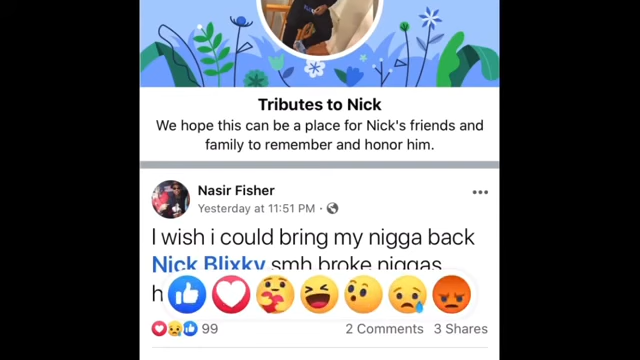 Tributes to Nick
We hope this can be a place for Nick's friends and
family to remember and honor him.
Nasir Fisher
Yesterday at 11:51 PM ·
I wish i could bring my nigga back
Nick Blixky smh broke niggas
h
99 2 Comments 3 Shares